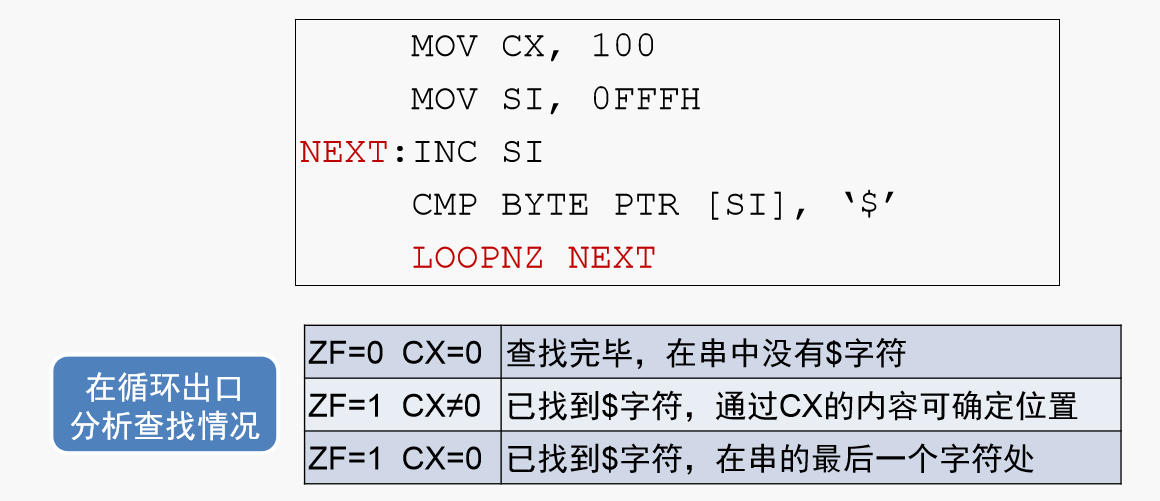 MOV CX, 100
MOV SI, 0FFFH
NEXT:INC SI
CMP BYTE PTR [SI], ‘$’
LOOPNZ NEXT
在循环出口
分析查找情况
ZF=0 CX=0 查找完毕，在串中没有$字符
ZF=1 CX≠0 已找到$字符，通过CX的内容可确定位置
ZF=1 CX=0 已找到$字符，在串的最后一个字符处